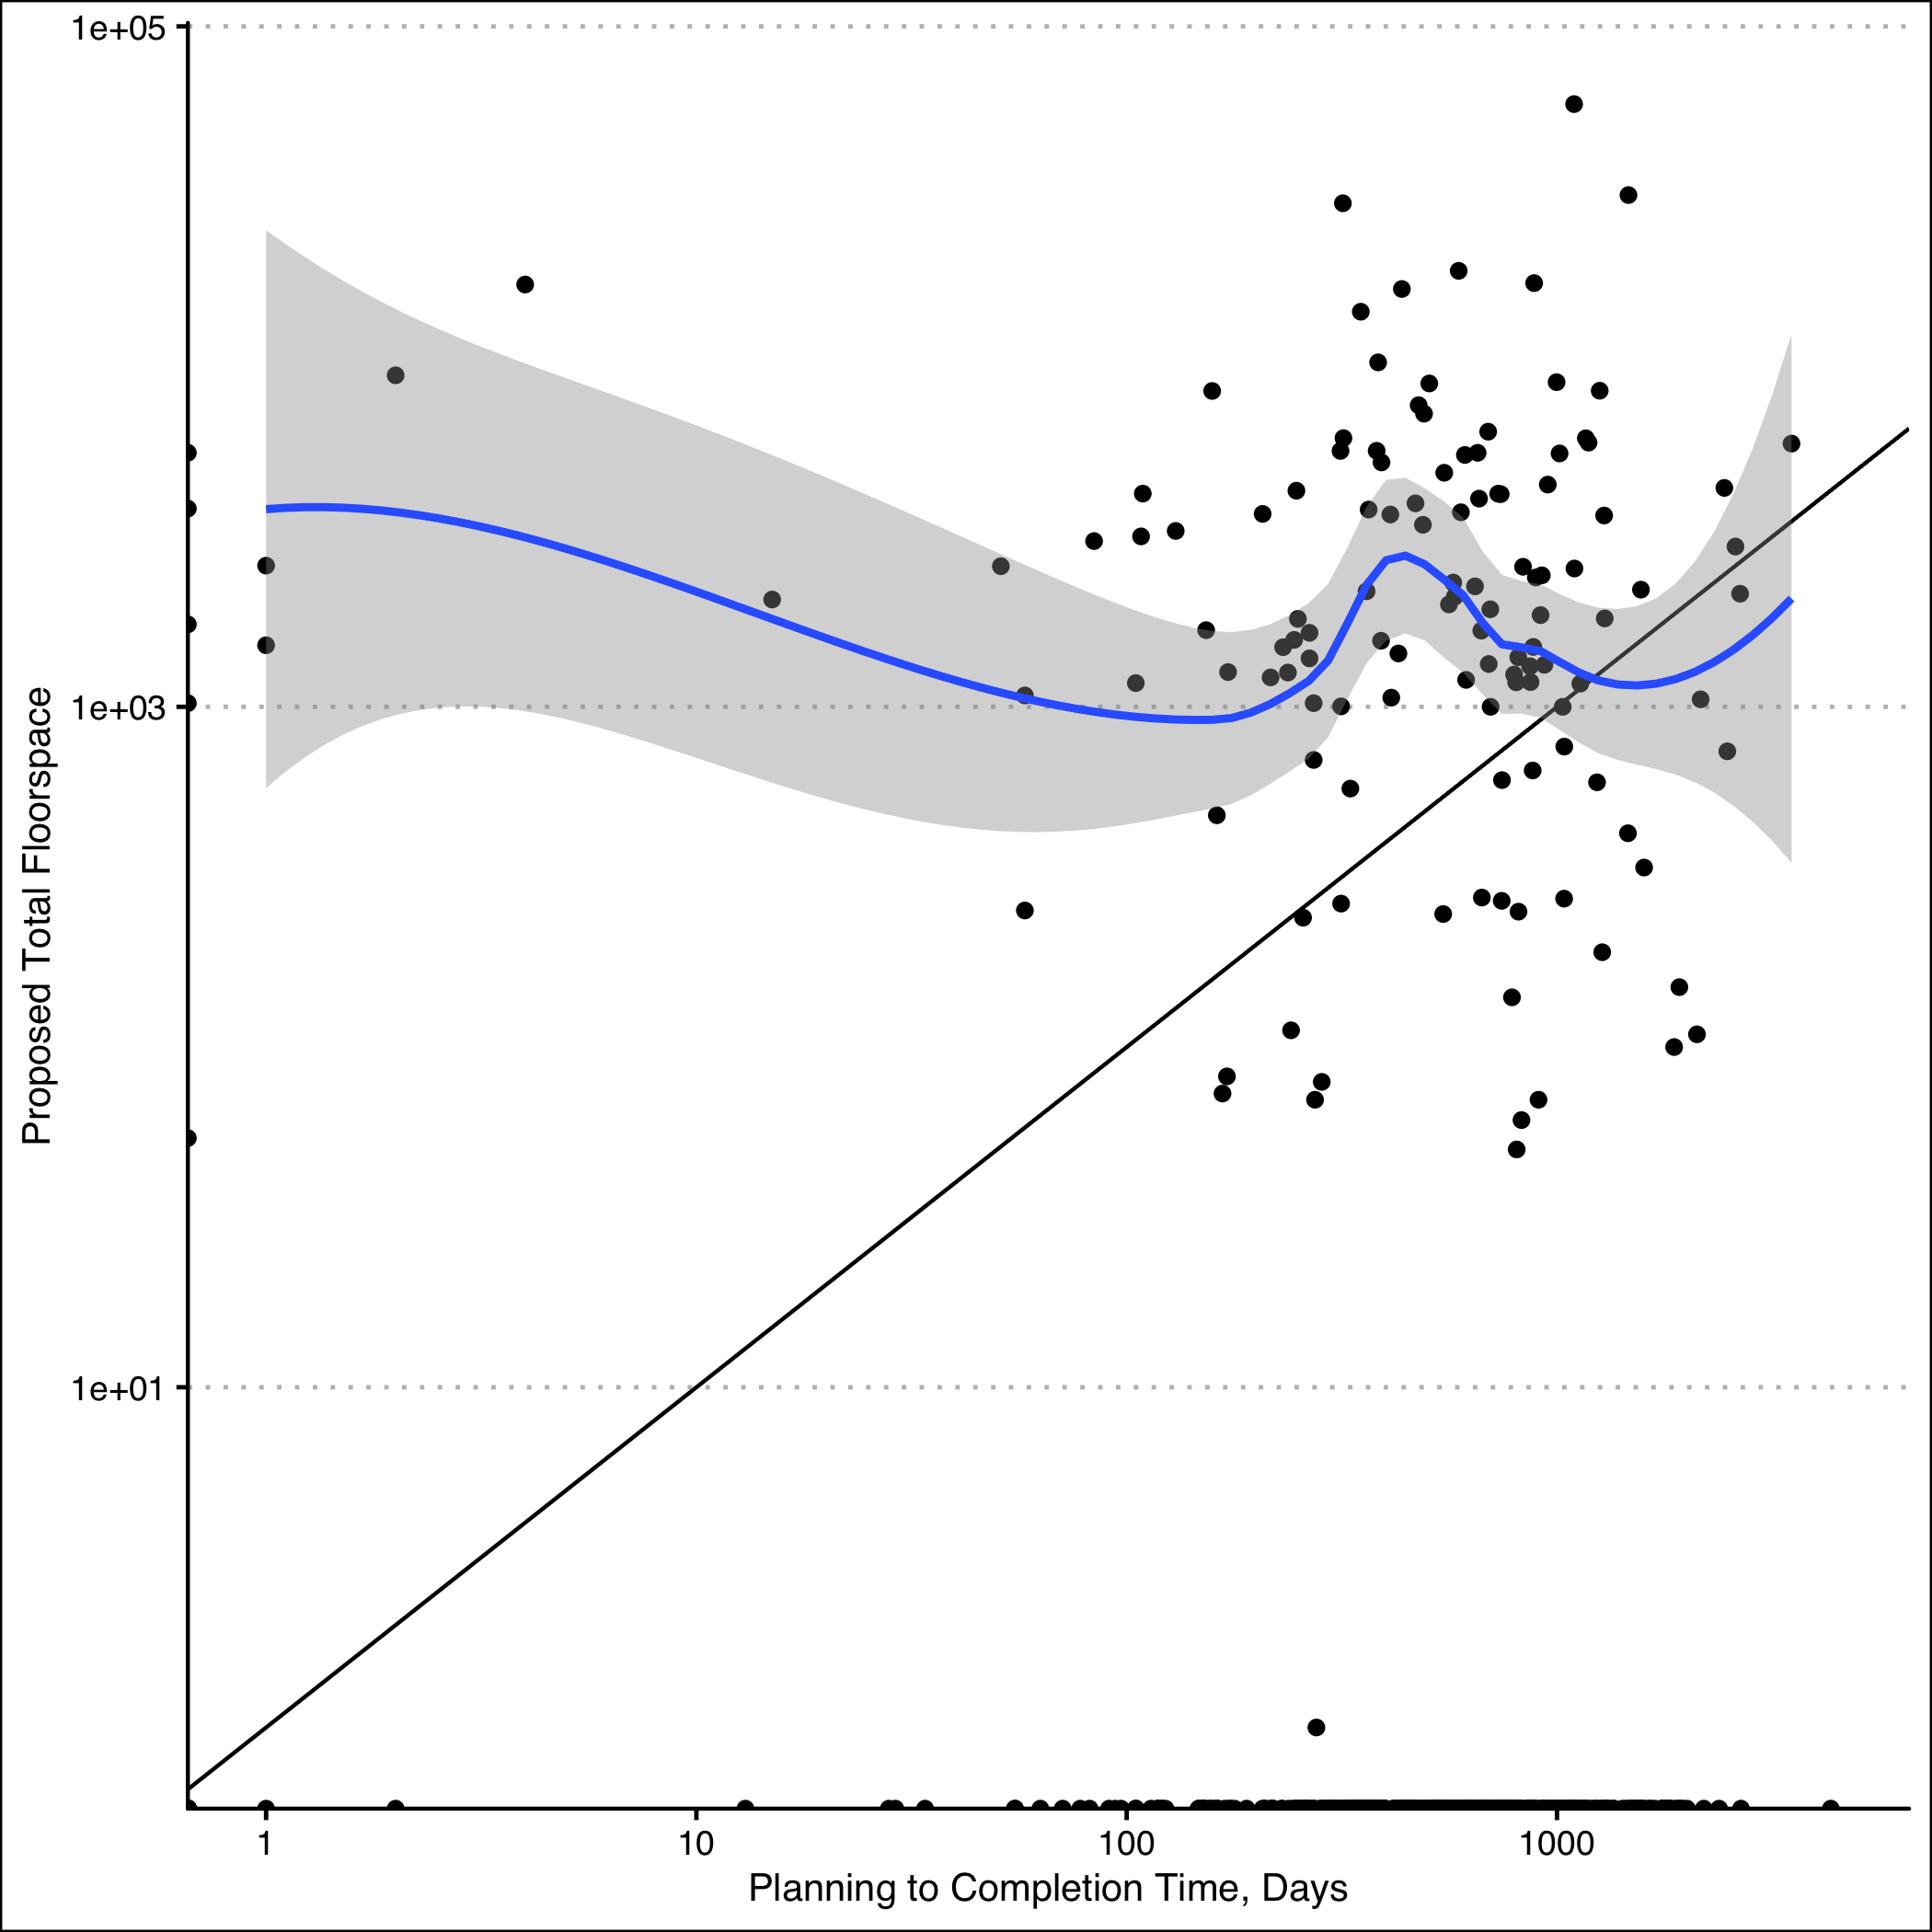 1e+05
1e+03
1e+01
Proposed Total Floorspace
1 10 100 1000
Planning to Completion Time, Days